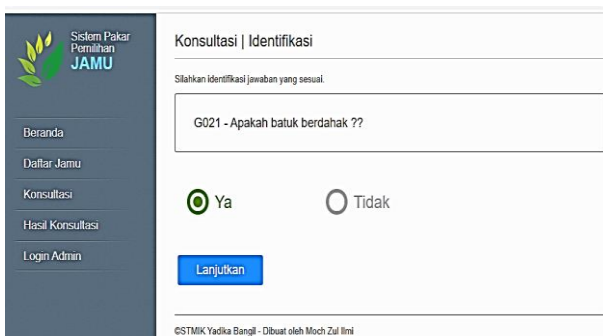 Sistem Pakar
Pemilihan
JAMU
Beranda
Daftar Jamu
Konsultasi
Hasil Konsultasi
Login Admin
Konsultasi | Identifikasi
Silahkan identifikasi jawaban yang sesuai.
G021 - Apakah batuk berdahak ??
Ya
Tidak
Lanjutkan
©STMIK Yadika Bangil - Dibuat oleh Moch Zul Ilmi